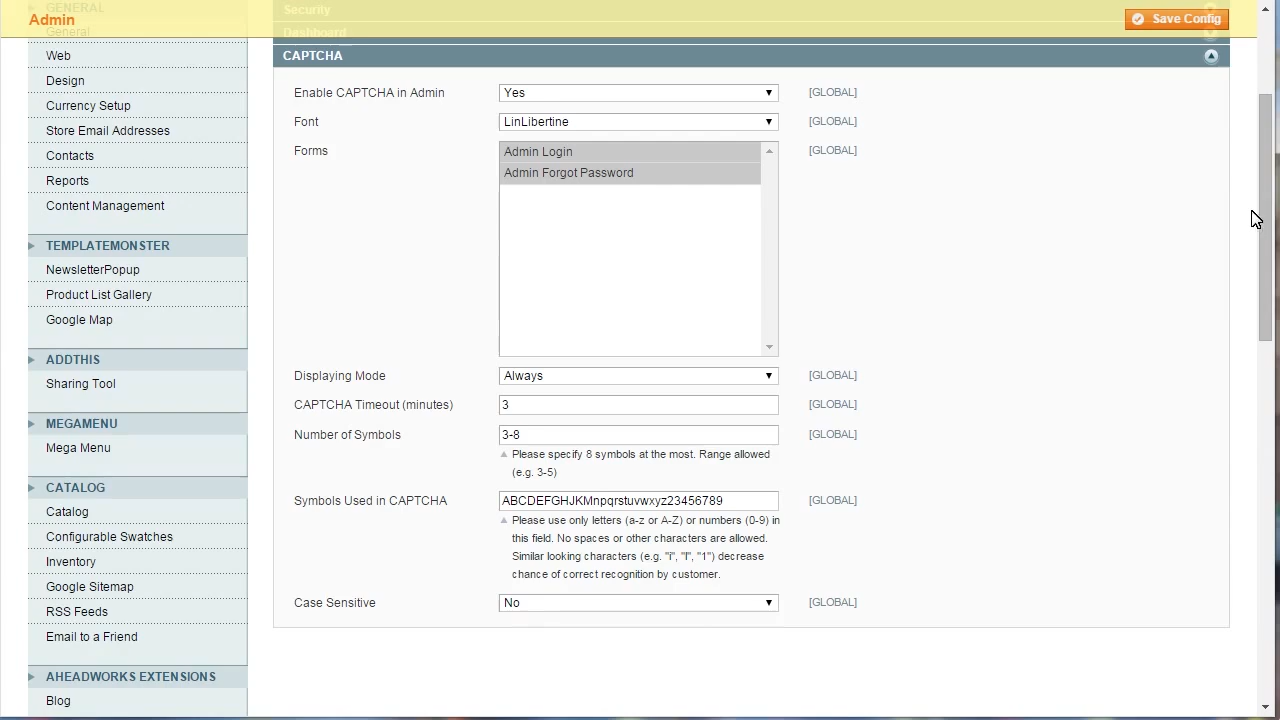 GENERAL
Security
Admin
Save Config
General
Dashboard
Web
CAPTCHA
Design
Enable CAPTCHA in Admin
Yes
[GLOBAL]
Currency Setup
Font
LinLibertine
[GLOBAL]
Store Email Addresses
Forms
Admin Login
[GLOBAL]
Contacts
Admin Forgot Password
Reports
Content Management
TEMPLATEMONSTER
NewsletterPopup
Product List Gallery
Google Map
ADDTHIS
Displaying Mode
Always
[GLOBAL]
Sharing Tool
CAPTCHA Timeout (minutes)
3
[GLOBAL]
MEGAMENU
Number of Symbols
3-8
[GLOBAL]
Mega Menu
Please specify 8 symbols at the most. Range allowed
(e.g. 3-5)
CATALOG
Symbols Used in CAPTCHA
ABCDEFGHJKMnpqrstuvwxyz23456789
[GLOBAL]
Catalog
Please use only letters (a-z or A-Z) or numbers (0-9) in
this field. No spaces or other characters are allowed.
Configurable Swatches
Similar looking characters (e.g. "i", "l", "1") decrease
Inventory
chance of correct recognition by customer.
Google Sitemap
Case Sensitive
No
[GLOBAL]
RSS Feeds
Email to a Friend
AHEADWORKS EXTENSIONS
Blog